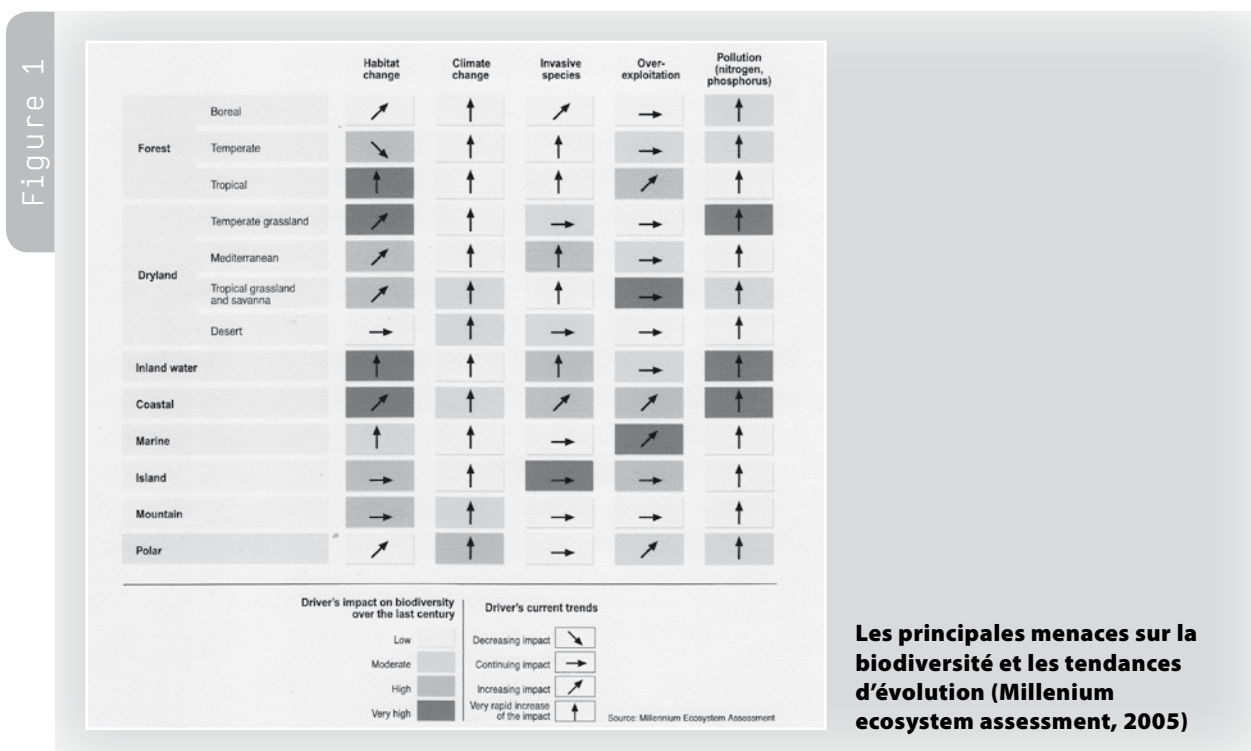 Figure 1
Habitat
change
Climate
change
Invasive
species
Over-
exploitation
Pollution
(nitrogen,
phosphorus)
Forest
Boreal
Temperate
Tropical
Dryland
Temperate grassland
Mediterranean
Tropical grassland
and savanna
Desert
Inland water
Coastal
Marine
Island
Mountain
Polar
Driver's impact on biodiversity
over the last century
Low
Moderate
High
Very high
Driver's current trends
Decreasing impact
Continuing impact
Increasing impact
Very rapid increase
of the impact
Source: Millennium Ecosystem Assessment
Les principales menaces sur la
biodiversité et les tendances
d'évolution (Millenium
ecosystem assessment, 2005)